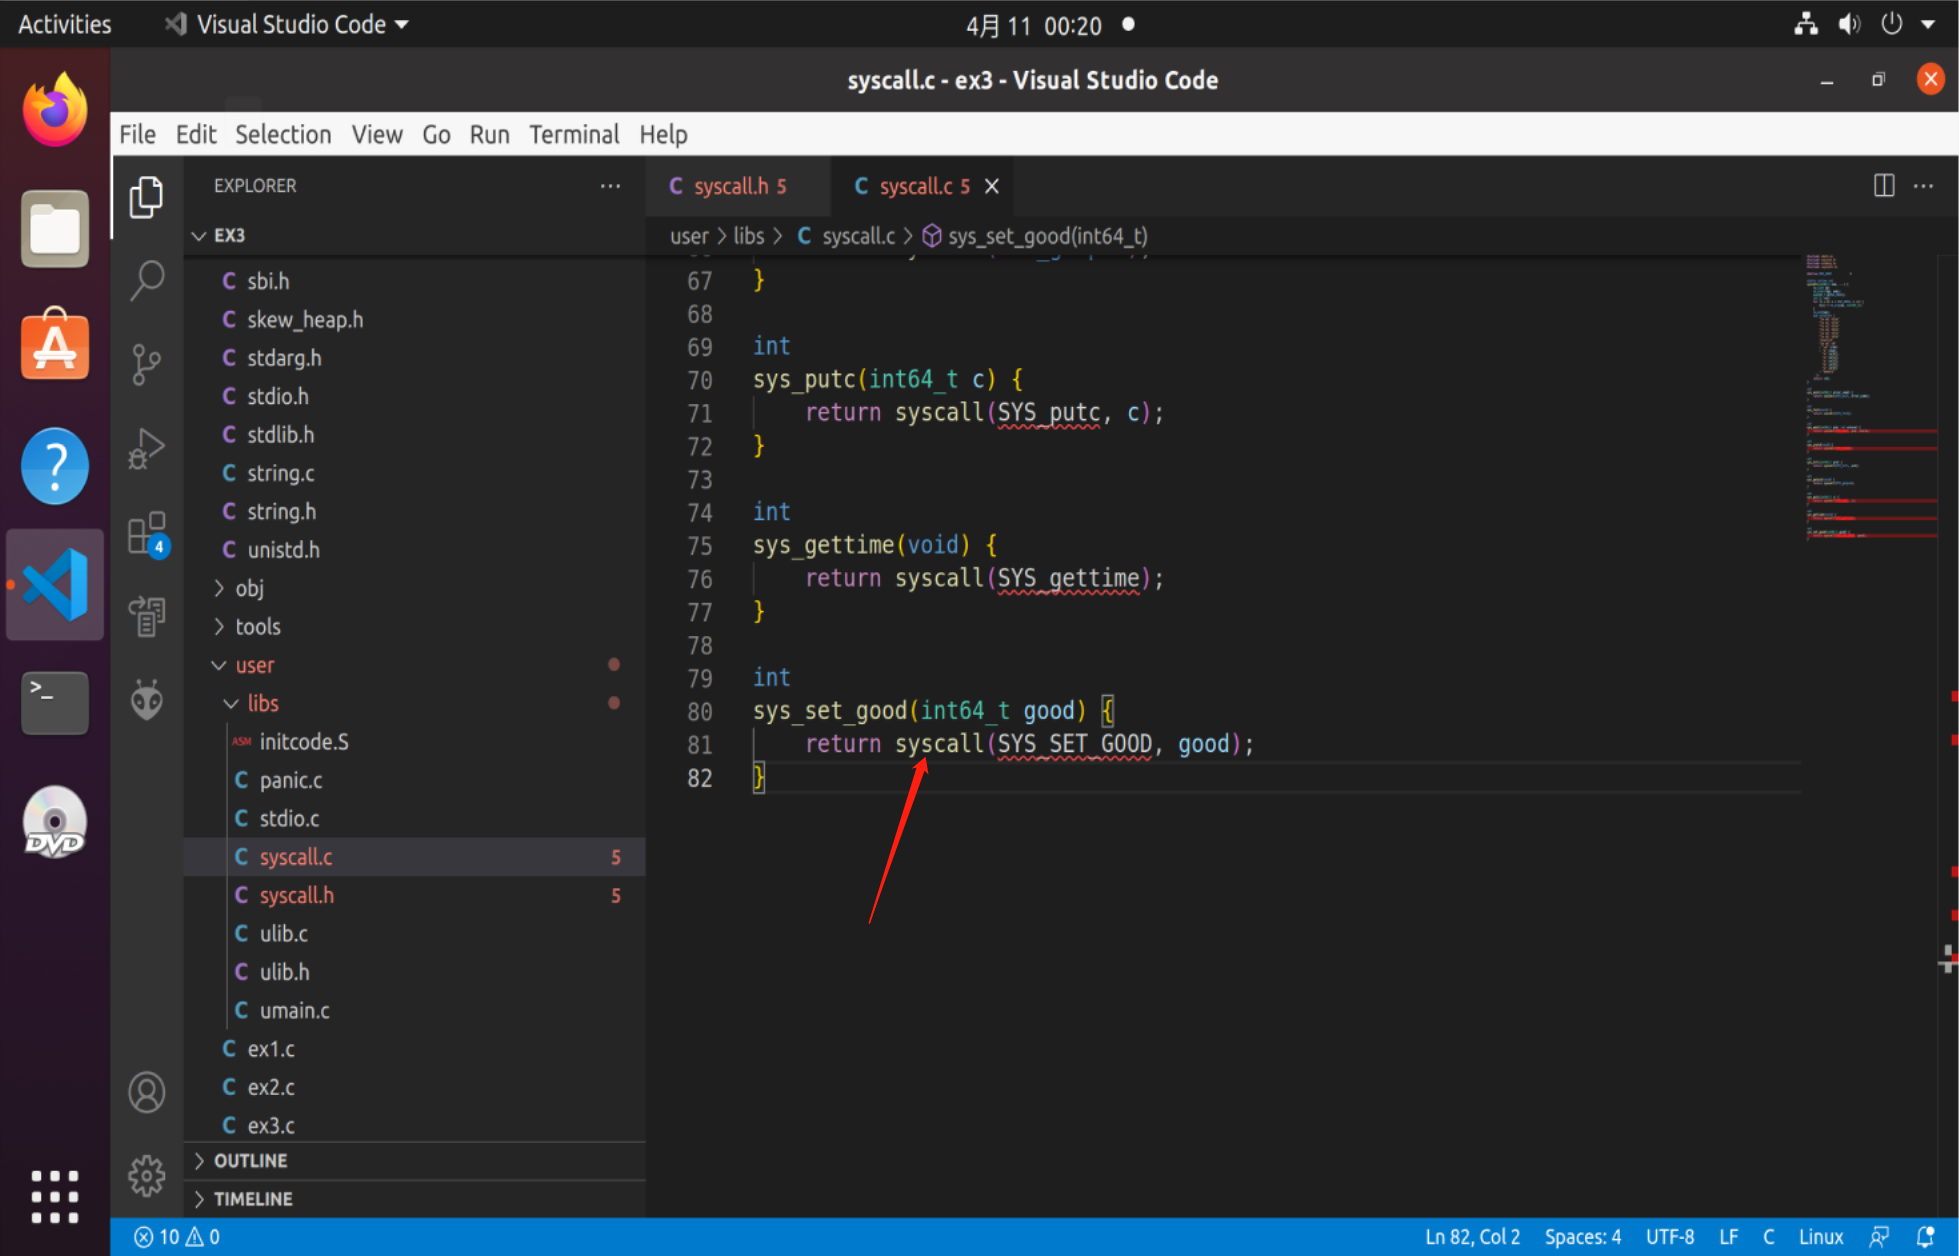 Activities
Visual Studio Code
4月 11 00:20
syscall.c - ex3 - Visual Studio Code
File Edit Selection View Go Run Terminal Help
EXPLORER
EX3
sbi.h
skew_heap.h
stdarg.h
stdio.h
stdlib.h
string.c
string.h
unistd.h
obj
tools
user
libs
ASM initcode.S
C panic.c
C stdio.c
C syscall.c 5
C syscall.h 5
C ulib.c
C ulib.h
C umain.c
C ex1.c
C ex2.c
C ex3.c
OUTLINE
TIMELINE
4
DVD
C syscall.h 5
C syscall.c 5
user > libs > C syscall.c > sys_set_good(int64_t)
67 }
68
69 int
70 sys_putc(int64_t c) {
71 return syscall(SYS_putc, c);
72 }
73
74 int
75 sys_gettime(void) {
76 return syscall(SYS_gettime);
77 }
78
79 int
80 sys_set_good(int64_t good) {
81 return syscall(SYS_SET_GOOD, good);
82 }
10 0
Ln 82, Col 2 Spaces: 4 UTF-8 LF C Linux